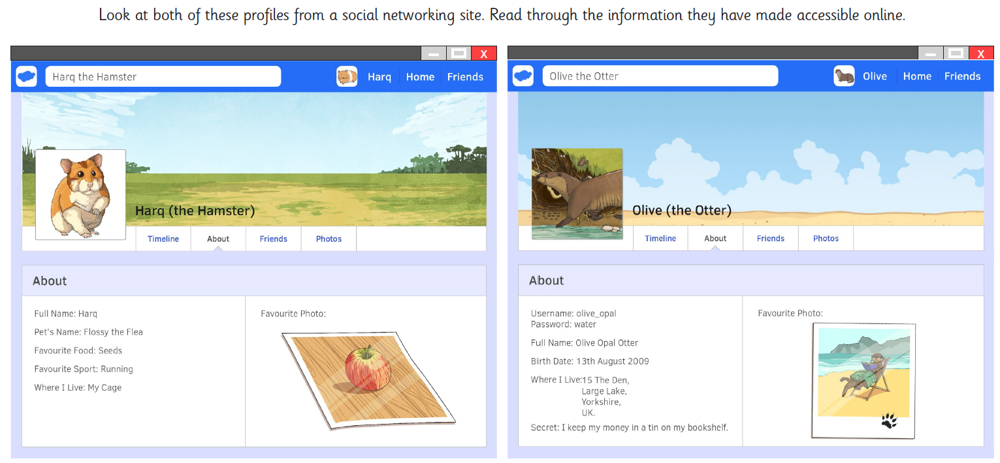 Look at both of these profiles from a social networking site. Read through the information they have made accessible online.
X
Harq the Hamster
Harq
Home
Friends
Harq (the Hamster)
Timeline
About
Friends
Photos
About
Full Name: Harq
Pet's Name: Flossy the Flea
Favourite Food: Seeds
Favourite Sport: Running
Where I Live: My Cage
Favourite Photo:
X
Olive the Otter
Olive
Home
Friends
Olive (the Otter)
Timeline
About
Friends
Photos
About
Username: olive_opal
Password: water
Full Name: Olive Opal Otter
Birth Date: 13th August 2009
Where I Live:15 The Den,
Large Lake,
Yorkshire,
UK.
Secret: I keep my money in a tin on my bookshelf.
Favourite Photo: